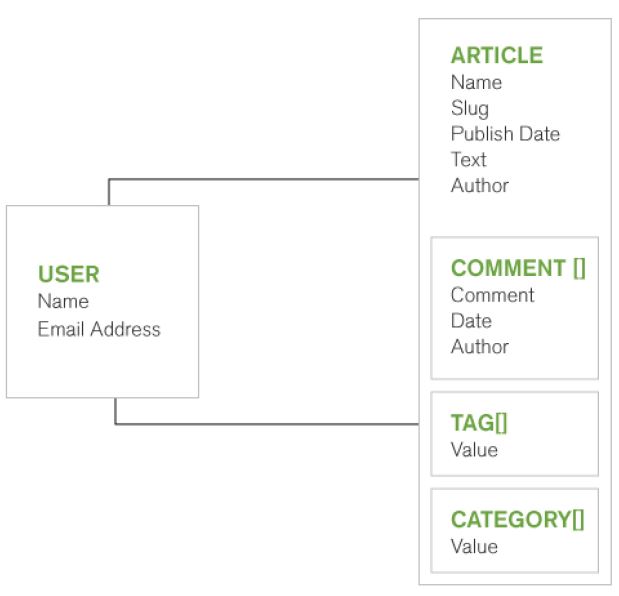 USER
Name
Email Address
ARTICLE
Name
Slug
Publish Date
Text
Author
COMMENT []
Comment
Date
Author
TAG[]
Value
CATEGORY[]
Value